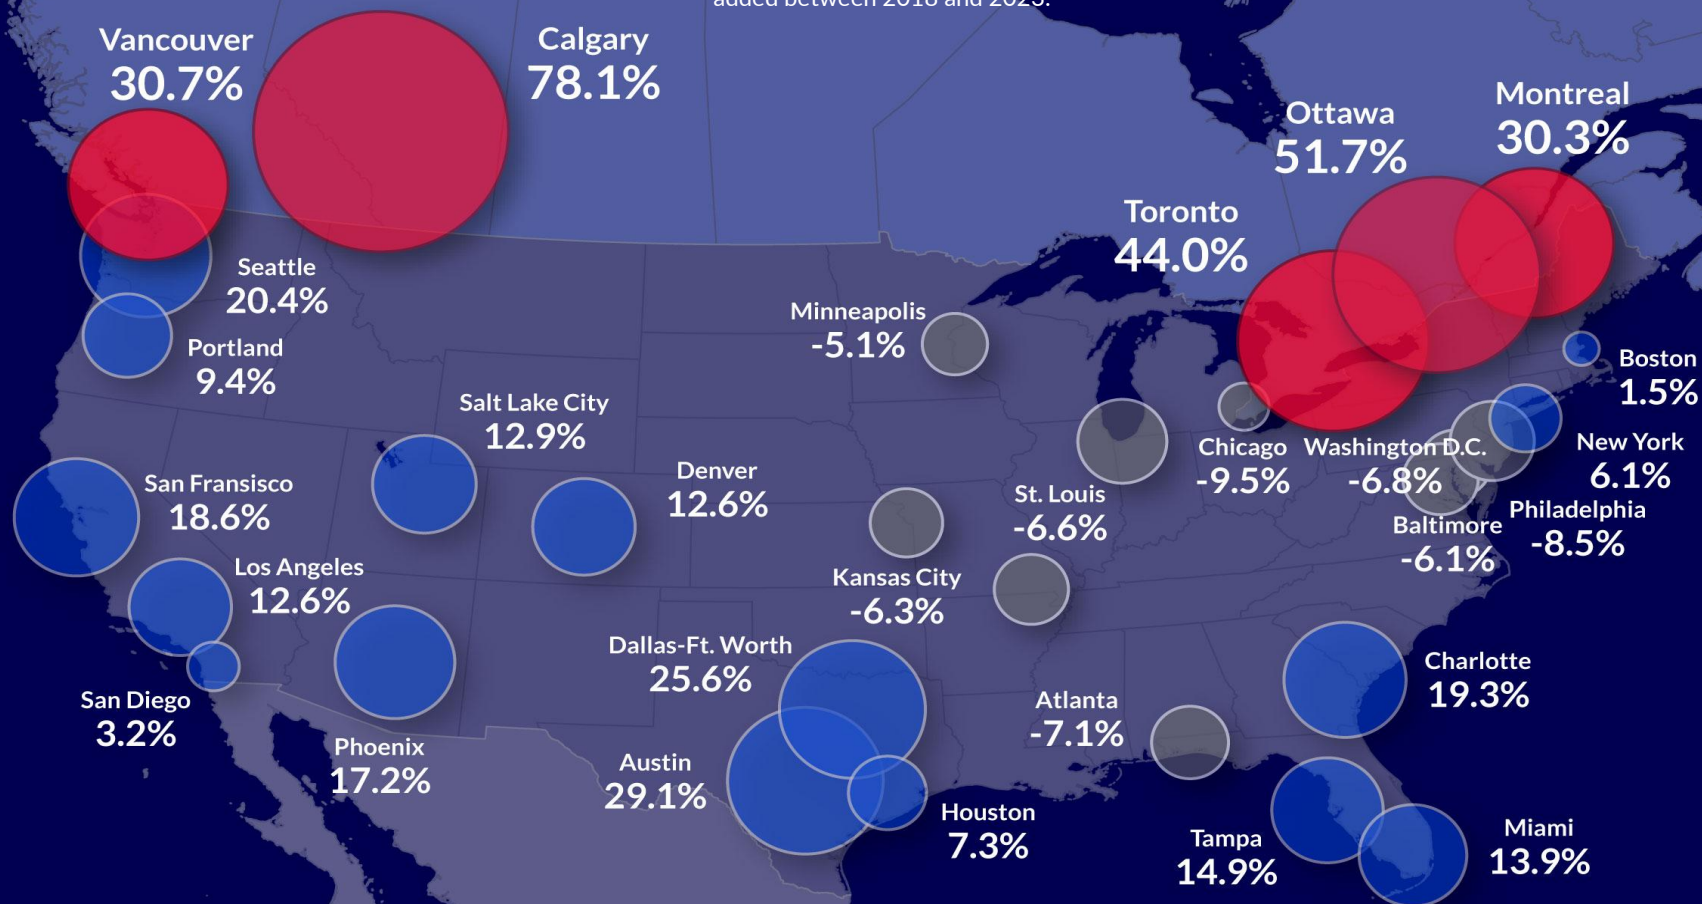 added between 2018 and 2023.
Vancouver
30.7%
Calgary
78.1%
Ottawa
51.7%
Montreal
30.3%
Toronto
44.0%
Seattle
20.4%
Portland
9.4%
Minneapolis
-5.1%
Boston
1.5%
Salt Lake City
12.9%
Denver
12.6%
Chicago
-9.5%
Washington D.C.
-6.8%
New York
6.1%
San Fransisco
18.6%
St. Louis
-6.6%
Baltimore
-6.1%
Philadelphia
-8.5%
Los Angeles
12.6%
Kansas City
-6.3%
San Diego
3.2%
Phoenix
17.2%
Dallas-Ft. Worth
25.6%
Atlanta
-7.1%
Charlotte
19.3%
Austin
29.1%
Houston
7.3%
Tampa
14.9%
Miami
13.9%